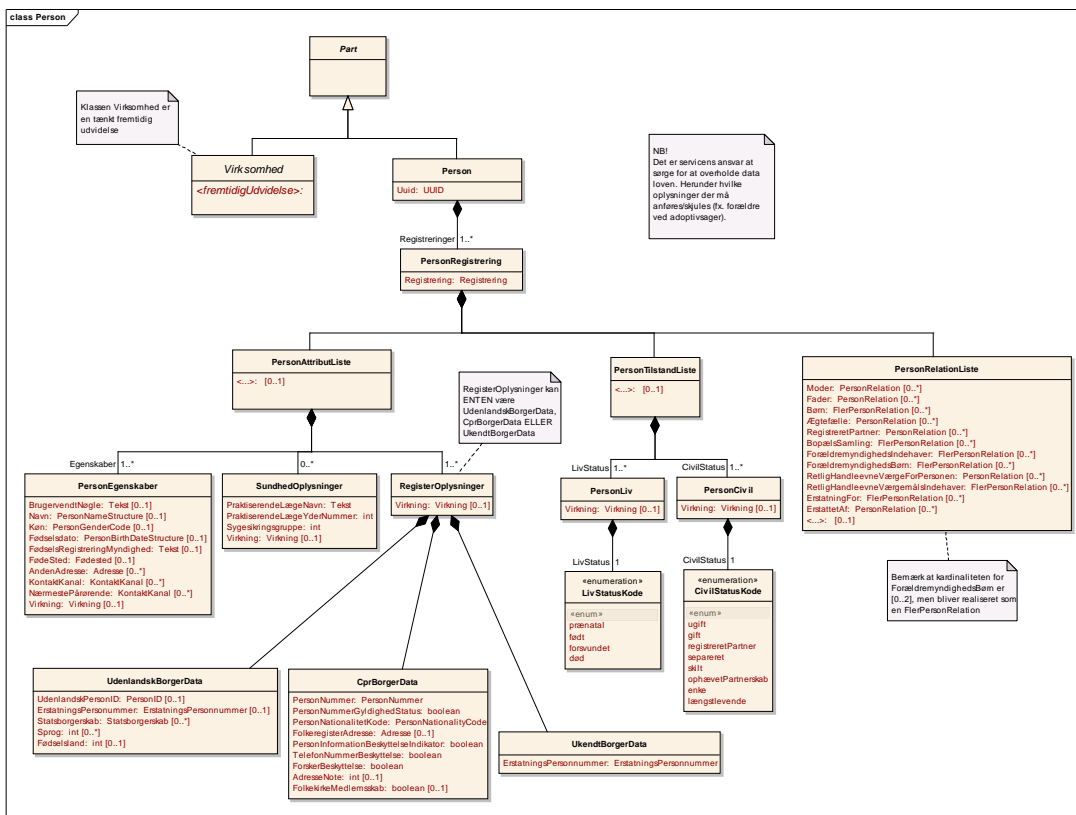 class Person
Part
Klassen Virksomhed er
en tænkt fremtidig
udvidelse
Virksomhed
<fremtidigUdvidelse>:
Person
Uuid: UUID
NB!
Det er servicens ansvar at
sørge for at overholde data
loven. Herunder hvilke
oplysninger der må
anføres/skjules (fx. forældre
ved adoptivsager).
Registreringer 1..*
PersonRegistrering
Registrering: Registrering
PersonAttributListe
<...>: [0..1]
RegisterOplysninger kan
ENTEN være
UdenlandskBorgerData,
CprBorgerData ELLER
UkendtBorgerData
PersonTilstandListe
<...>: [0..1]
PersonRelationListe
Moder: PersonRelation [0..*]
Fader: PersonRelation [0..*]
Børn: FlerPersonRelation [0..*]
Ægtefælle: PersonRelation [0..*]
RegistreretPartner: PersonRelation [0..*]
BopælsSamling: FlerPersonRelation [0..*]
ForældremyndighedsIndehaver: PersonRelation [0..*]
ForældremyndighedsBørn: FlerPersonRelation [0..*]
RetligHandleevneVærgeForPersonen: PersonRelation [0..*]
RetligHandleevneVærgemålsIndehaver: FlerPersonRelation [0..*]
ErstatningFor: FlerPersonRelation [0..*]
ErstattetAf: PersonRelation [0..*]
<...>: [0..1]
Egenskaber 1..*
0..*
1..*
PersonEgenskaber
BrugervendtNøgle: Tekst [0..1]
Navn: PersonNameStructure [0..1]
Køn: PersonGenderCode [0..1]
Fødselsdato: PersonBirthDateStructure [0..1]
FødselsRegistreringMyndighed: Tekst [0..1]
FødeSted: Fødested [0..1]
AndenAdresse: Adresse [0..*]
KontaktKanal: KontaktKanal [0..*]
NærmestePårørende: KontaktKanal [0..*]
Virkning: Virkning [0..1]
SundhedOplysninger
PraktiserendeLægeNavn: Tekst
PraktiserendeLægeYderNummer: int
Sygesikringsgruppe: int
Virkning: Virkning [0..1]
RegisterOplysninger
Virkning: Virkning [0..1]
LivStatus 1..*
CivilStatus 1..*
PersonLiv
Virkning: Virkning [0..1]
PersonCivil
Virkning: Virkning [0..1]
LivStatus 1
CivilStatus 1
«enumeration»
LivStatusKode
«enum»
prænatal
født
forsvundet
død
«enumeration»
CivilStatusKode
«enum»
ugift
gift
registreretPartner
separeret
skilt
ophævetPartnerskab
enke
længstlevende
Bemærk at kardinaliteten for
ForældremyndighedsBørn er
[0..2], men bliver realiseret som
en FlerPersonRelation
UdenlandskBorgerData
UdenlandskPersonID: PersonID [0..1]
ErstatningsPersonummer: ErstatningsPersonnummer [0..1]
Statsborgerskab: Statsborgerskab [0..*]
Sprog: int [0..*]
Fødselsland: int [0..1]
CprBorgerData
PersonNummer: PersonNummer
PersonNummerGyldighedStatus: boolean
PersonNationalitetKode: PersonNationalityCode
FolkeregisterAdresse: Adresse [0..1]
PersonInformationBeskyttelseIndikator: boolean
TelefonNummerBeskyttelse: boolean
ForskerBeskyttelse: boolean
AdresseNote: int [0..1]
FolkekirkeMedlemsskab: boolean [0..1]
UkendtBorgerData
ErstatningsPersonnummer: ErstatningsPersonnummer